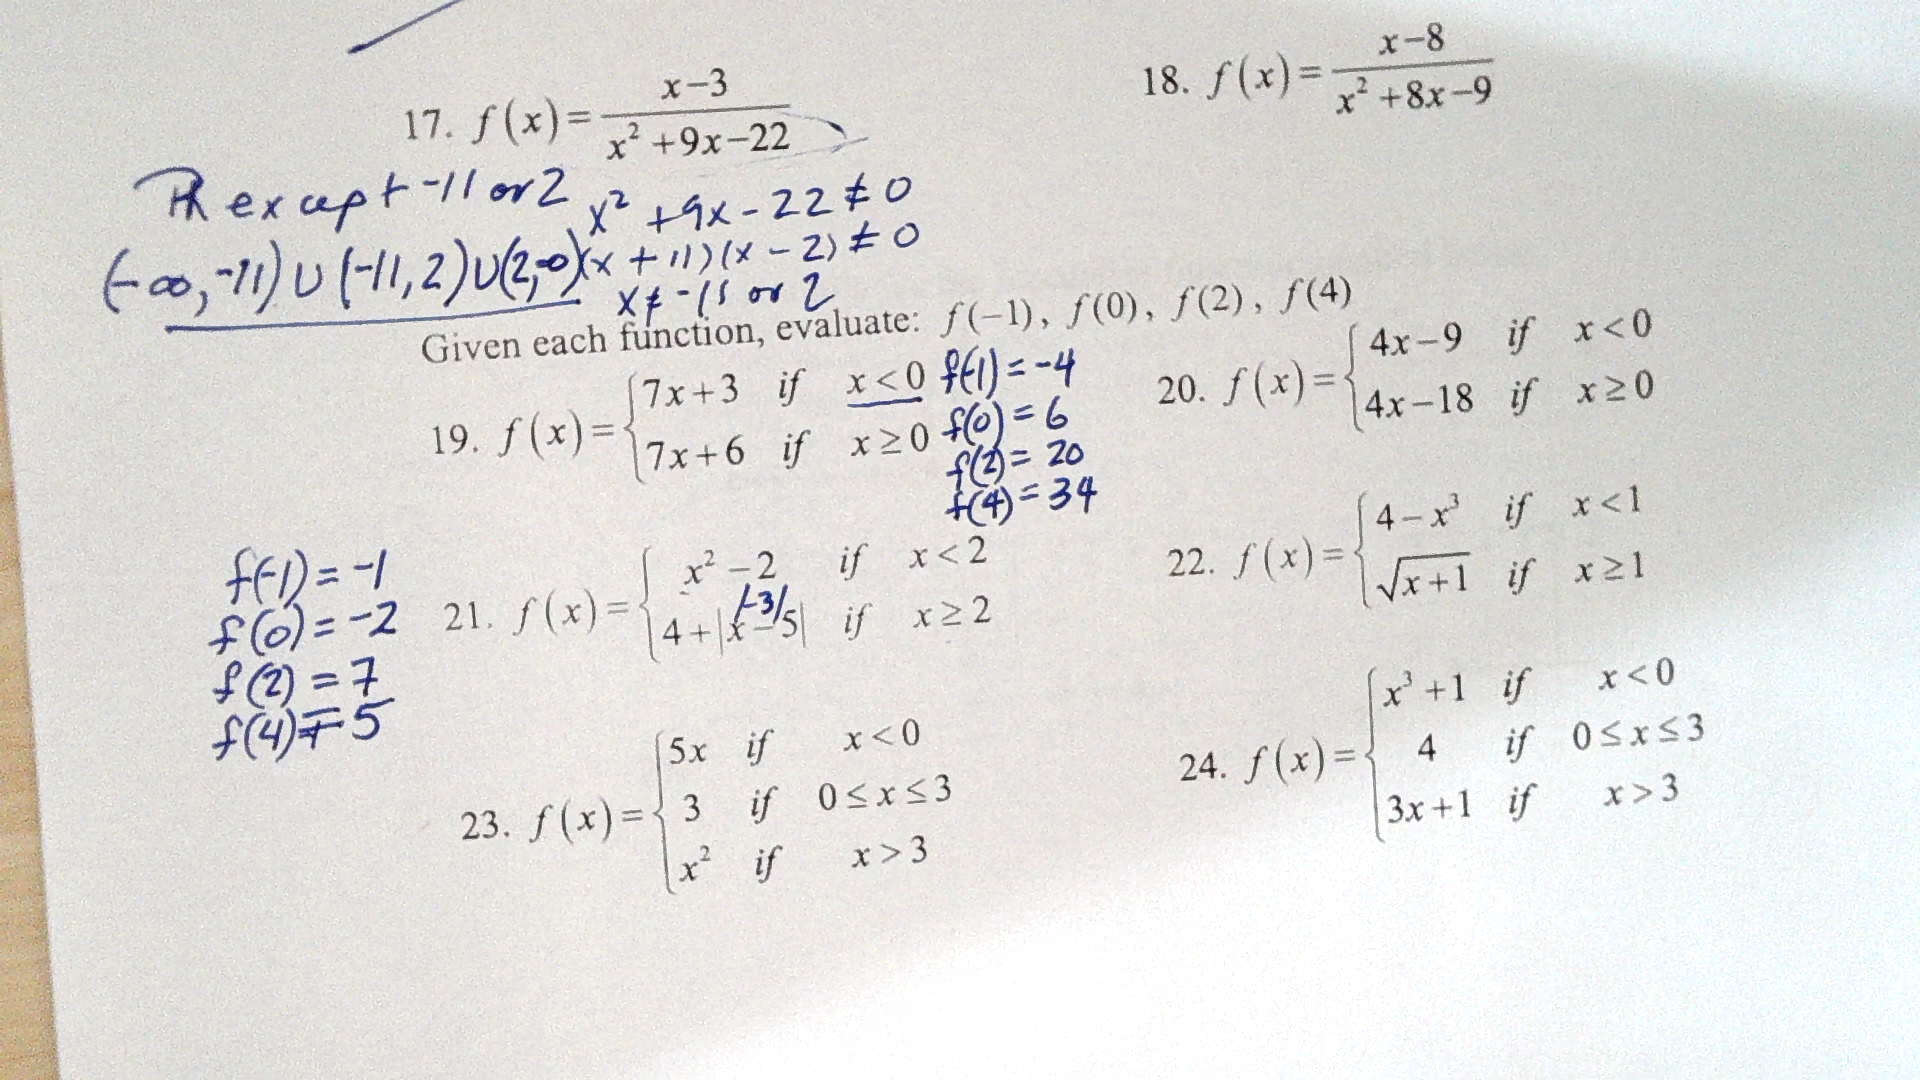 17. f(x) = (x-3)/(x² +9x-22)
18. f(x) = (x-8)/(x² +8x-9)
ℝ except -11 or 2
x² +9x-22 ≠ 0
(-∞,-11) ∪ (-11,2) ∪ (2,∞)
(x + 11)(x - 2) ≠ 0
x ≠ -11 or 2
Given each function, evaluate: f(-1), f(0), f(2), f(4)
19. f(x) = { 7x+3 if x<0
7x+6 if x≥0
f(-1) = -4
f(0) = 6
f(2) = 20
f(4) = 34
20. f(x) = { 4x-9 if x<0
4x-18 if x≥0
f(-1) = -1
f(0) = -2
f(2) = 7
f(4) = 5
21. f(x) = { x² -2 if x<2
4+|x-5| if x≥2
|-3|
22. f(x) = { 4-x³ if x<1
√x+1 if x≥1
23. f(x) = { 5x if x<0
3 if 0≤x≤3
x² if x>3
24. f(x) = { x³+1 if x<0
4 if 0≤x≤3
3x+1 if x>3